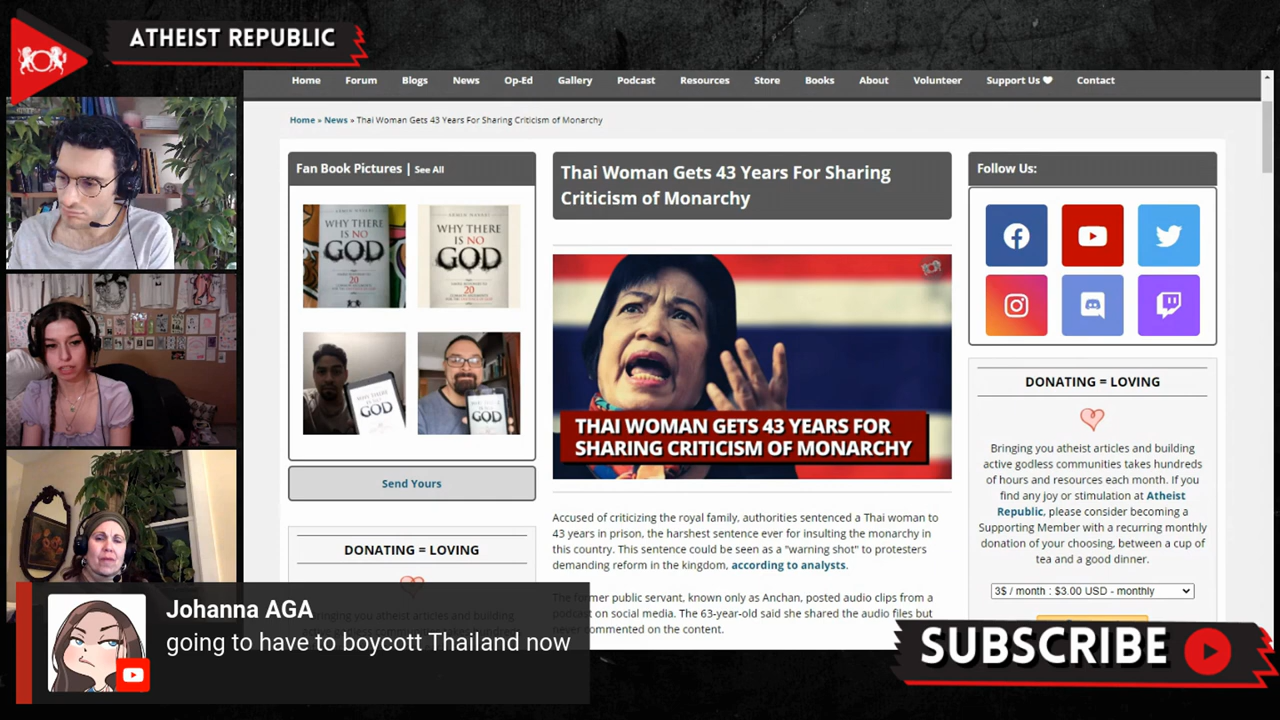 ATHEIST REPUBLIC
Home Forum Blogs News Op-Ed Gallery Podcast Resources Store Books About Volunteer Support Us Contact
Home » News » Thai Woman Gets 43 Years For Sharing Criticism of Monarchy
Fan Book Pictures | See All
WHY THERE
IS NO
GOD
20
WHY THERE
IS NO
GOD
20
WHY THERE
GOD
GOD
Send Yours
DONATING = LOVING
Thai Woman Gets 43 Years For Sharing
Criticism of Monarchy
THAI WOMAN GETS 43 YEARS FOR
SHARING CRITICISM OF MONARCHY
Accused of criticizing the royal family, authorities sentenced a Thai woman to
43 years in prison, the harshest sentence ever for insulting the monarchy in
this country. This sentence could be seen as a "warning shot" to protesters
demanding reform in the kingdom, according to analysts.
The former public servant, known only as Anchan, posted audio clips from a
podcast on social media. The 63-year-old said she shared the audio files but
never commented on the content.
Follow Us:
DONATING = LOVING
Bringing you atheist articles and building
active godless communities takes hundreds
of hours and resources each month. If you
find any joy or stimulation at Atheist
Republic, please consider becoming a
Supporting Member with a recurring monthly
donation of your choosing, between a cup of
tea and a good dinner.
3$ / month : $3.00 USD - monthly
Johanna AGA
going to have to boycott Thailand now
SUBSCRIBE